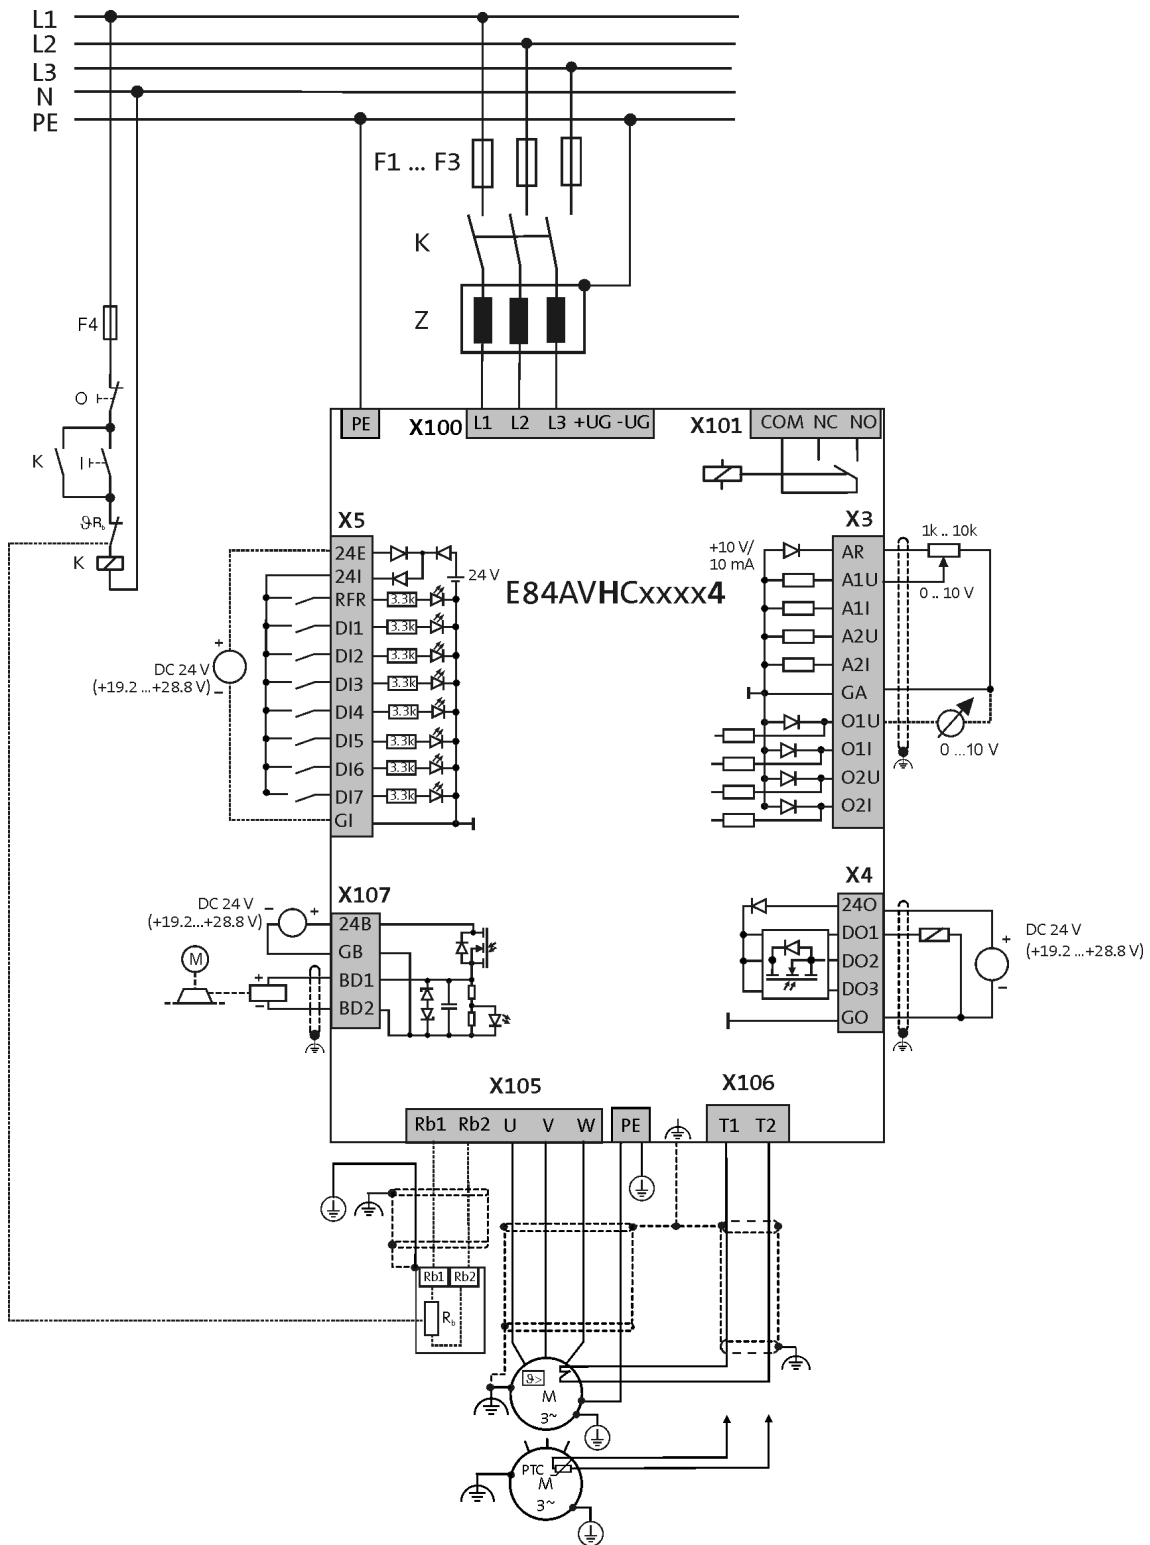 L1
L2
L3
N
PE
F1 ... F3
K
Z
F4
O
K
I
ϑRb
K
PE
X100
L1 L2 L3 +UG -UG
X101
COM NC NO
X5
24E
24I
RFR
DI1
DI2
DI3
DI4
DI5
DI6
DI7
GI
24 V
3.3k
3.3k
3.3k
3.3k
3.3k
3.3k
3.3k
3.3k
DC 24 V
(+19.2 ...+28.8 V)
+
−
E84AVHCxxxx4
X3
+10 V/
10 mA
AR
A1U
A1I
A2U
A2I
GA
O1U
O1I
O2U
O2I
1k .. 10k
0 .. 10 V
0 ...10 V
X107
DC 24 V
(+19.2...+28.8 V)
−
+
24B
GB
BD1
BD2
M
+
−
X4
24O
DO1
DO2
DO3
GO
DC 24 V
(+19.2 ...+28.8 V)
+
−
X105
Rb1 Rb2 U V W
PE
X106
T1 T2
Rb1 Rb2
Rb
ϑ>
M
3~
PTC
M
3~